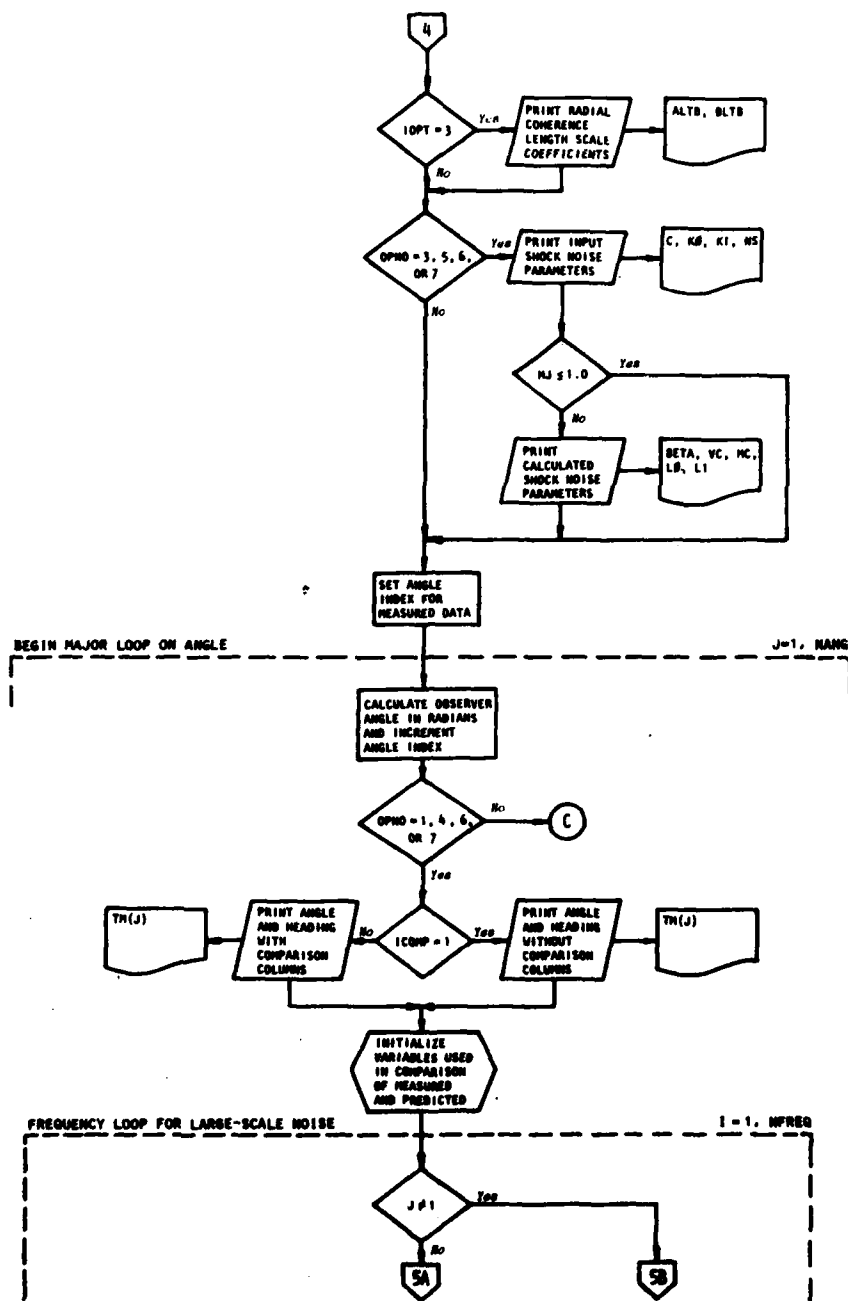 4
IOPT = 3
Yes
PRINT RADIAL
COHERENCE
LENGTH SCALE
COEFFICIENTS
ALTB, BLTB
No
OPNO = 3, 5, 6,
OR 7
Yes
PRINT INPUT
SHOCK NOISE
PARAMETERS
C, KØ, K1, NS
No
MJ ≤ 1.0
Yes
No
PRINT
CALCULATED
SHOCK NOISE
PARAMETERS
BETA, VC, MC,
LØ, L1
SET ANGLE
INDEX FOR
MEASURED DATA
BEGIN MAJOR LOOP ON ANGLE
J=1, NANG
CALCULATE OBSERVER
ANGLE IN RADIANS
AND INCREMENT
ANGLE INDEX
OPNO = 1, 4, 6,
OR 7
No
C
Yes
TM(J)
PRINT ANGLE
AND HEADING
WITH
COMPARISON
COLUMNS
No
ICOMP = 1
Yes
PRINT ANGLE
AND HEADING
WITHOUT
COMPARISON
COLUMNS
TM(J)
INITIALIZE
VARIABLES USED
IN COMPARISON
OF MEASURED
AND PREDICTED
FREQUENCY LOOP FOR LARGE-SCALE NOISE
I = 1, NFREQ
J ≠ 1
Yes
No
5A
5B